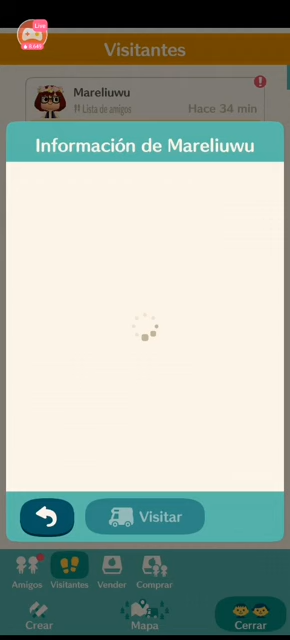 Live
Visitantes
Mareliuwu
Lista de amigos
Hace 34 min
Información de Mareliuwu
Visitar
Amigos
Visitantes
Vender
Comprar
Crear
Mapa
Cerrar